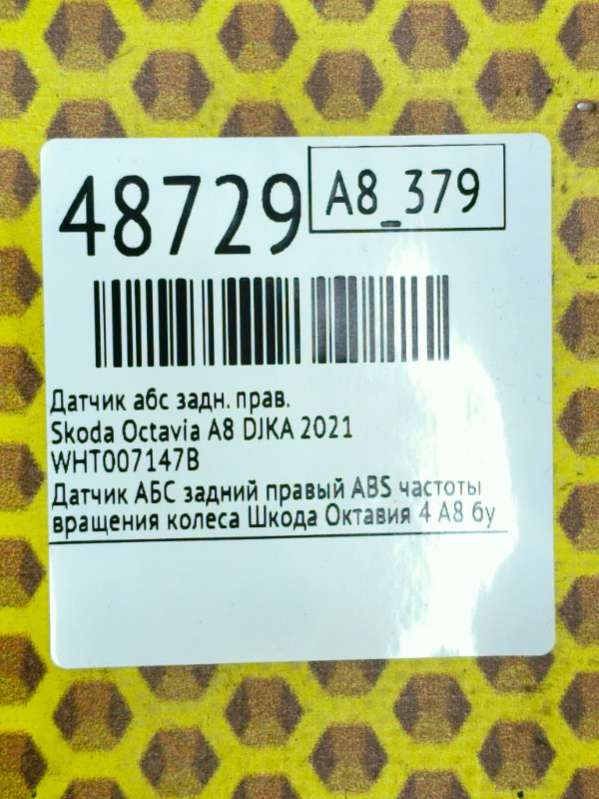 48729
A8_379
Датчик абс задн. прав.
Skoda Octavia A8 DJKA 2021
WHT007147B
Датчик АБС задний правый ABS частоты
вращения колеса Шкода Октавия 4 А8 бу